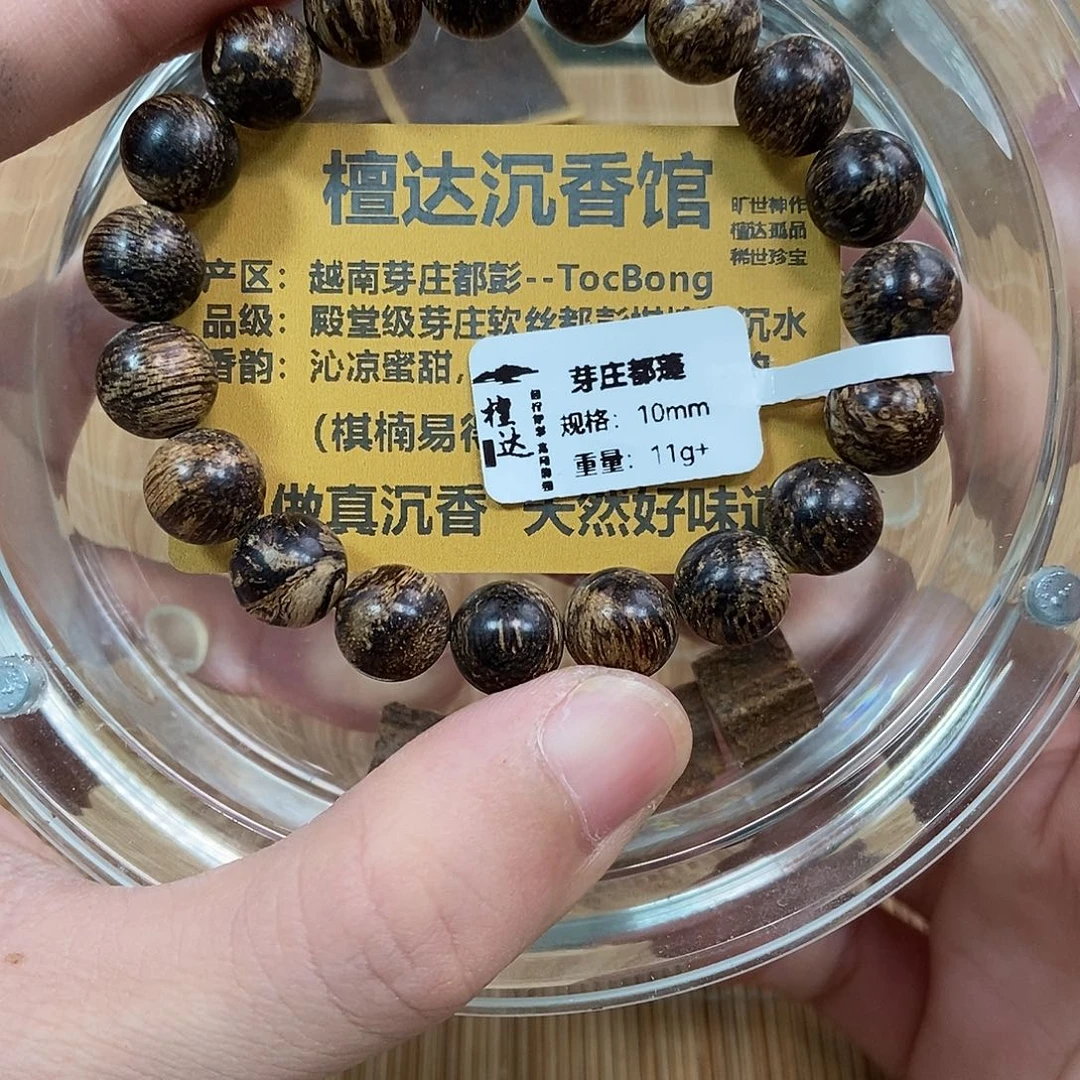 檀达沉香馆
旷世神作
檀达孤品
稀世珍宝
产区：越南芽庄都彭--TocBong
品级：殿堂级芽庄软丝都彭 沉水
香韵：沁凉蜜甜，
(棋楠易得
做真沉香 天然好味道
檀达
芽庄都蓬
规格：10mm
重量：11g+